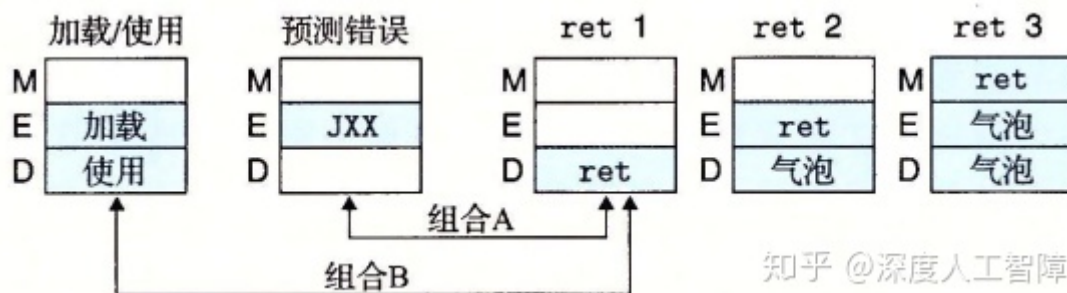 加载/使用 预测错误 ret 1 ret 2 ret 3
M M M M M ret
E 加载 E JXX E E ret E 气泡
D 使用 D D ret D 气泡 D 气泡
组合A
组合B
知乎 @深度人工智障